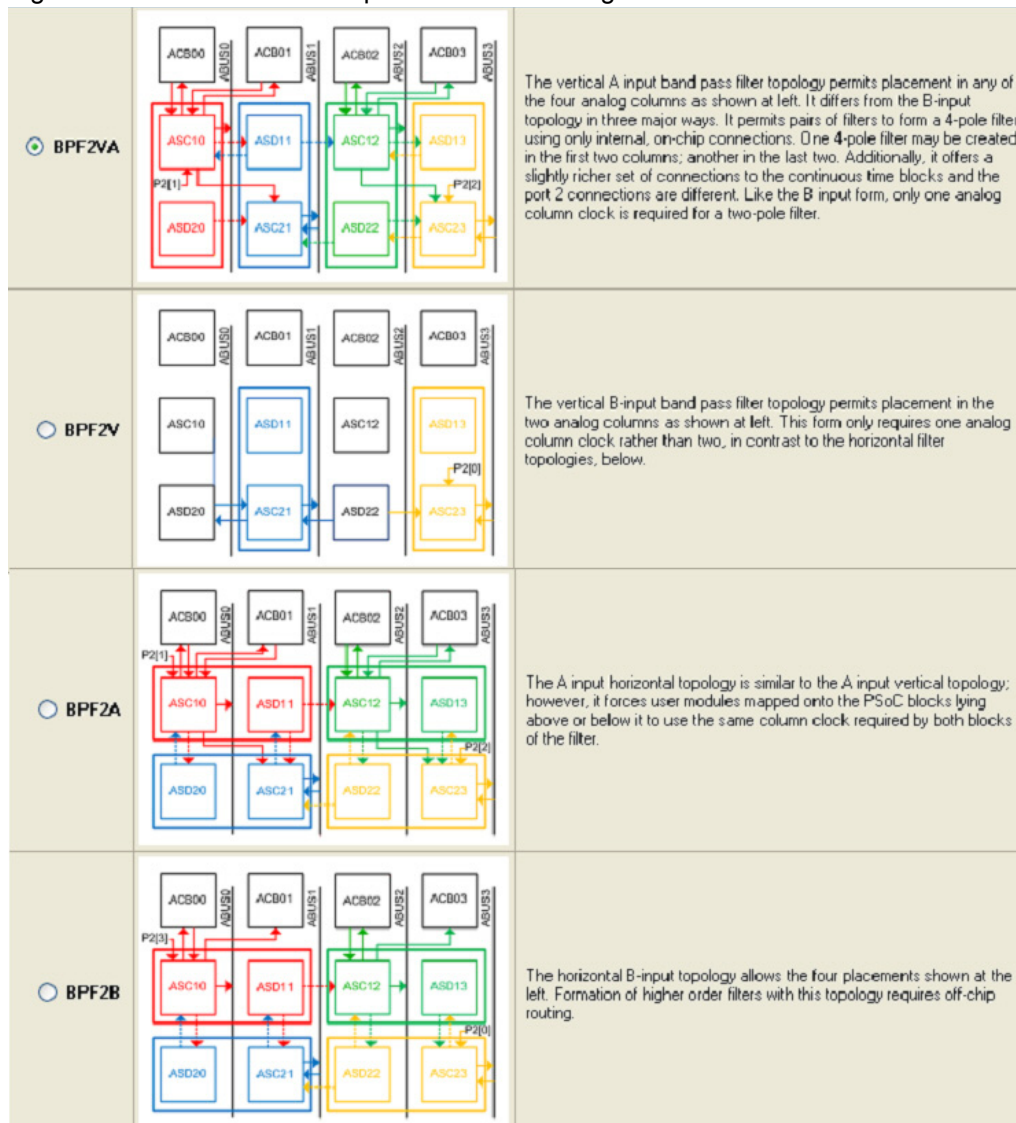 BPF2VA
ACB00 ABUS0 ACB01 ABUS1 ACB02 ABUS2 ACB03 ABUS3
ASC10 ASD11 ASC12 ASD13
P2[1] P2[2]
ASD20 ASC21 ASD22 ASC23
The vertical A input band pass filter topology permits placement in any of
the four analog columns as shown at left. It differs from the B-input
topology in three major ways. It permits pairs of filters to form a 4-pole filter
using only internal, on-chip connections. One 4-pole filter may be created
in the first two columns; another in the last two. Additionally, it offers a
slightly richer set of connections to the continuous time blocks and the
port 2 connections are different. Like the B input form, only one analog
column clock is required for a two-pole filter.
BPF2V
ACB00 ABUS0 ACB01 ABUS1 ACB02 ABUS2 ACB03 ABUS3
ASC10 ASD11 ASC12 ASD13
P2[0]
ASD20 ASC21 ASD22 ASC23
The vertical B-input band pass filter topology permits placement in the
two analog columns as shown at left. This form only requires one analog
column clock rather than two, in contrast to the horizontal filter
topologies, below.
BPF2A
ACB00 ABUS0 ACB01 ABUS1 ACB02 ABUS2 ACB03 ABUS3
P2[1]
ASC10 ASD11 ASC12 ASD13
P2[2]
ASD20 ASC21 ASD22 ASC23
The A input horizontal topology is similar to the A input vertical topology;
however, it forces user modules mapped onto the PSoC blocks lying
above or below it to use the same column clock required by both blocks
of the filter.
BPF2B
ACB00 ABUS0 ACB01 ABUS1 ACB02 ABUS2 ACB03 ABUS3
P2[3]
ASC10 ASD11 ASC12 ASD13
P2[0]
ASD20 ASC21 ASD22 ASC23
The horizontal B-input topology allows the four placements shown at the
left. Formation of higher order filters with this topology requires off-chip
routing.